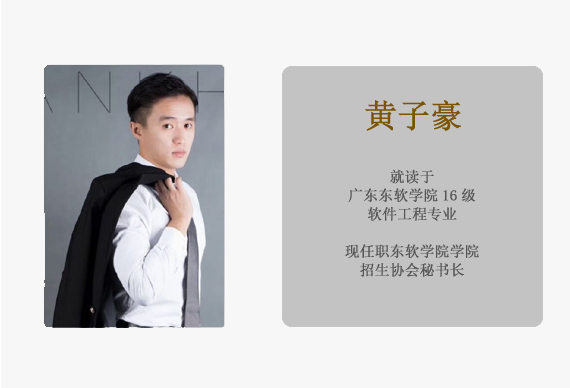 ANKH
黄子豪
就读于
广东东软学院 16 级
软件工程专业
现任职东软学院学院
招生协会秘书长